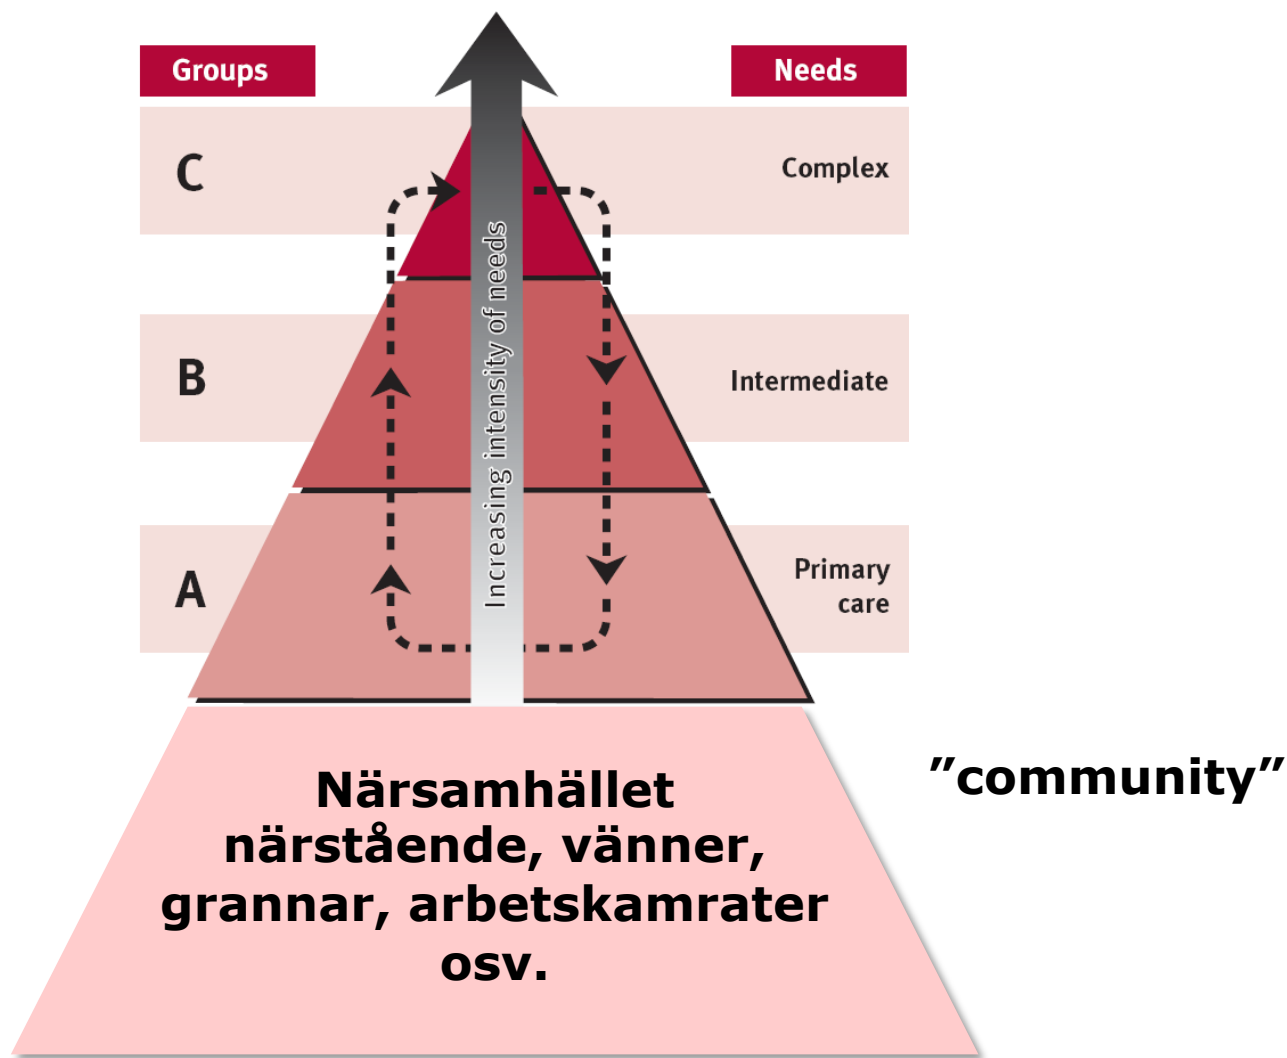 Groups
Needs
C
Complex
Increasing intensity of needs
B
Intermediate
A
Primary
care
Närsamhället
närstående, vänner,
grannar, arbetskamrater
osv.
”community”